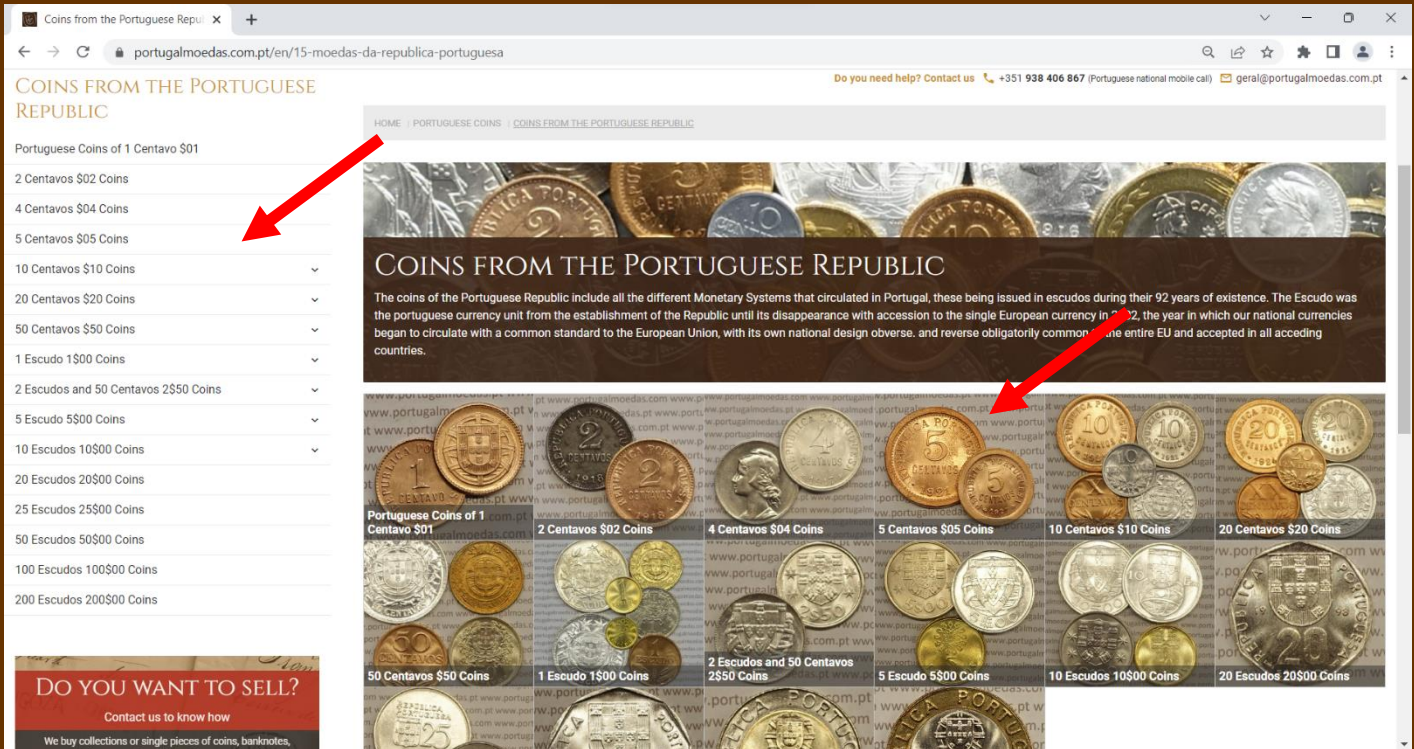 Coins from the Portuguese Repu
portugalmoedas.com.pt/en/15-moedas-da-republica-portuguesa
Do you need help? Contact us +351 938 406 867 (Portuguese national mobile call) geral@portugalmoedas.com.pt
COINS FROM THE PORTUGUESE
REPUBLIC
Portuguese Coins of 1 Centavo $01
2 Centavos $02 Coins
4 Centavos $04 Coins
5 Centavos $05 Coins
10 Centavos $10 Coins
20 Centavos $20 Coins
50 Centavos $50 Coins
1 Escudo 1$00 Coins
2 Escudos and 50 Centavos 2$50 Coins
5 Escudo 5$00 Coins
10 Escudos 10$00 Coins
20 Escudos 20$00 Coins
25 Escudos 25$00 Coins
50 Escudos 50$00 Coins
100 Escudos 100$00 Coins
200 Escudos 200$00 Coins
DO YOU WANT TO SELL?
Contact us to know how
We buy collections or single pieces of coins, banknotes,
HOME | PORTUGUESE COINS | COINS FROM THE PORTUGUESE REPUBLIC
COINS FROM THE PORTUGUESE REPUBLIC
The coins of the Portuguese Republic include all the different Monetary Systems that circulated in Portugal, these being issued in escudos during their 92 years of existence. The Escudo was
the portuguese currency unit from the establishment of the Republic until its disappearance with accession to the single European currency in the year in which our national currencies
began to circulate with a common standard to the European Union, with its own national design obverse. and reverse obligatorily common entire EU and accepted in all acceding
countries.
Portuguese Coins of 1
Centavo $01
2 Centavos $02 Coins
4 Centavos $04 Coins
5 Centavos $05 Coins
10 Centavos $10 Coins
20 Centavos $20 Coins
50 Centavos $50 Coins
1 Escudo 1$00 Coins
2 Escudos and 50 Centavos
2$50 Coins
5 Escudo 5$00 Coins
10 Escudos 10$00 Coins
20 Escudos 20$00 Coins